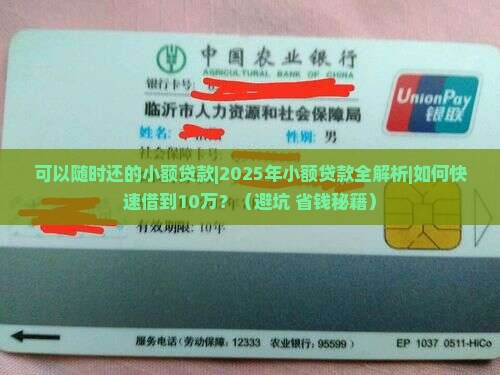 中国农业银行
AGRICULTURAL BANK OF CHINA
银行卡号:
UnionPay
银联
临沂市人力资源和社会保障局
姓名:
性别: 男
社会保障卡号:
可以随时还的小额贷款|2025年小额贷款全解析|如何快
速借到10万?（避坑 省钱秘籍）
有效期限: 10年
服务电话 (劳动保障: 12333 农业银行: 95599)
EP 1037 0511-HiCo